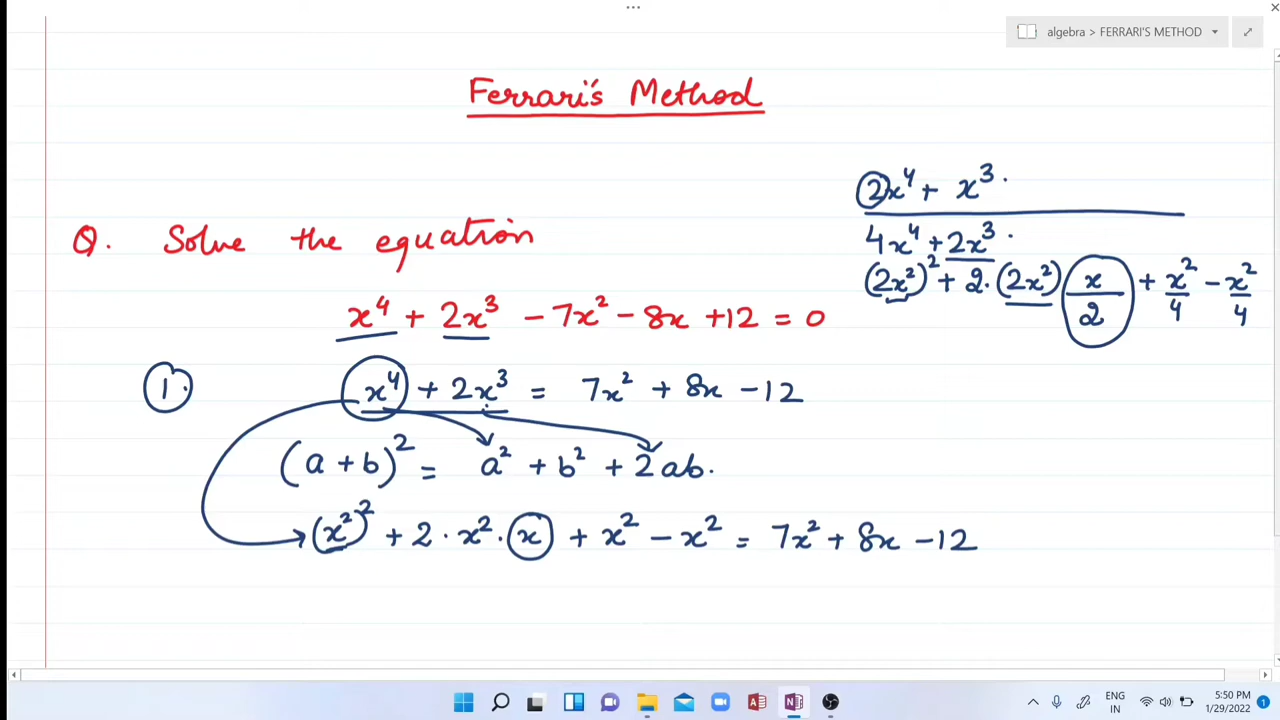 ...
algebra > FERRARI'S METHOD
Ferrari's Method
2x⁴ + x³.
4x⁴ + 2x³.
(2x²)² + 2.(2x²) x/2 + x²/4 - x²/4
Q. Solve the equation
x⁴ + 2x³ - 7x² - 8x + 12 = 0
1. x⁴ + 2x³ = 7x² + 8x - 12
(a + b)² = a² + b² + 2ab.
(x²)² + 2 · x² · x + x² - x² = 7x² + 8x - 12
ENG
IN
5:50 PM
1/29/2022
1